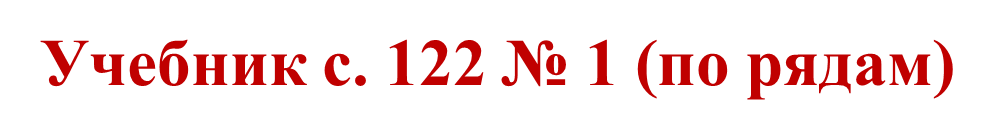 Учебник с. 122 № 1 (по рядам)